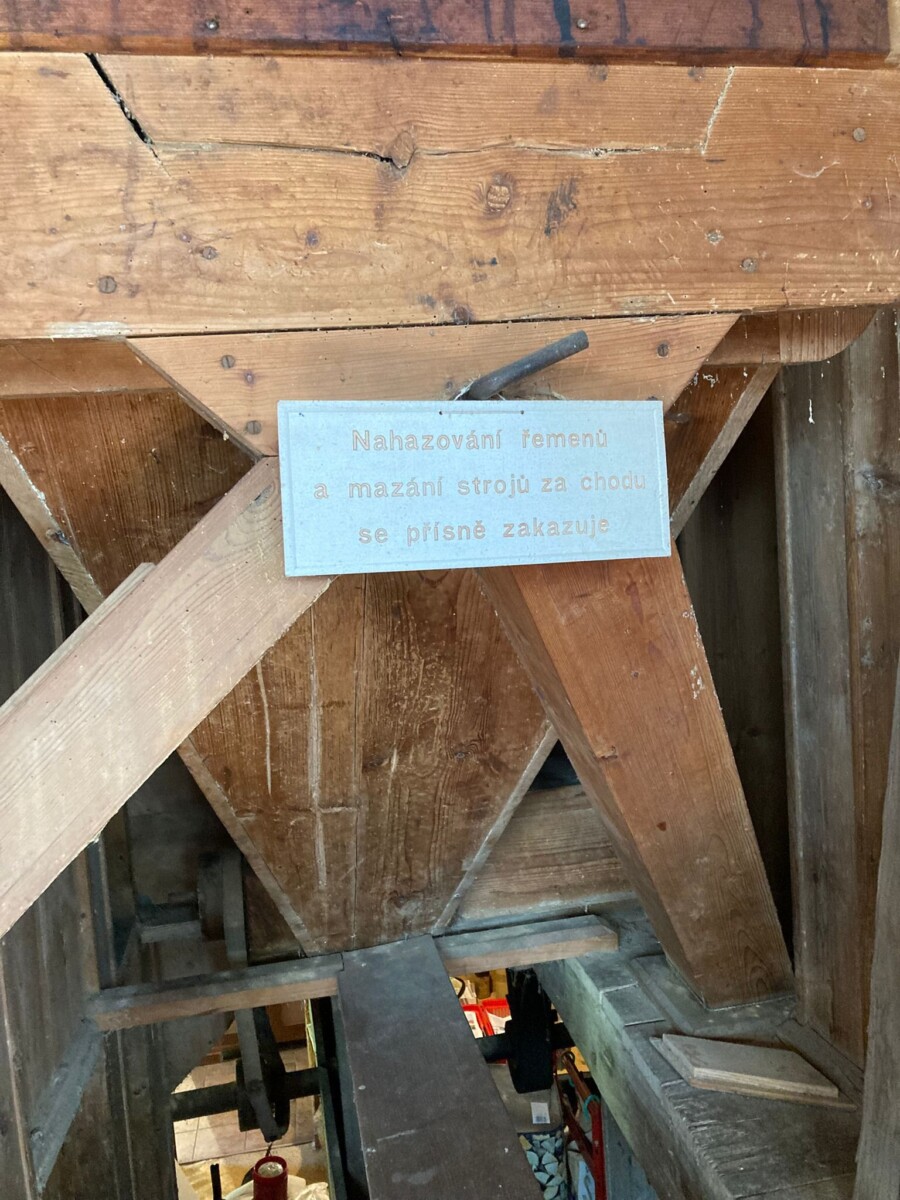 Nahazování řemenů
a mazání strojů za chodu
se přísně zakazuje